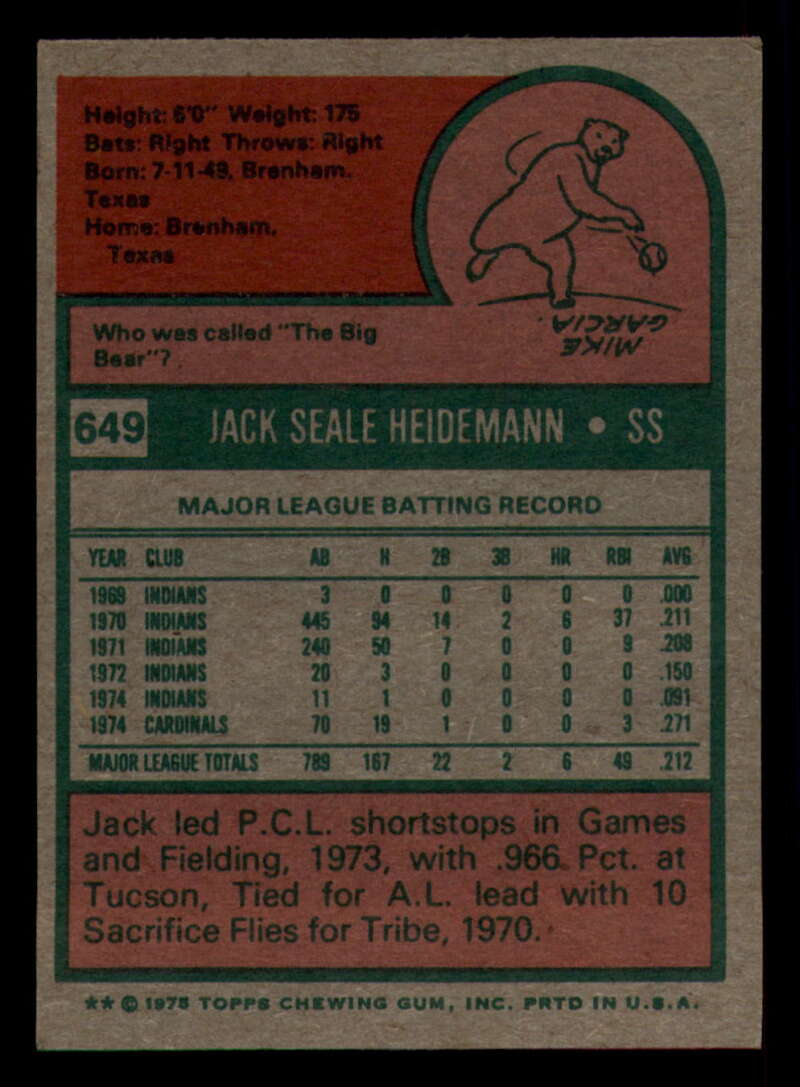 Height: 6'0" Weight: 175
Bats: Right Throws: Right
Born: 7-11-49, Brenham,
Texas
Home: Brenham,
Texas
Who was called "The Big
Bear"?
MIKE
GARCIA.
649 JACK SEALE HEIDEMANN • SS
MAJOR LEAGUE BATTING RECORD
YEAR CLUB AB H 2B 3B HR RBI AVG
1969 INDIANS 3 0 0 0 0 0 .000
1970 INDIANS 445 94 14 2 6 37 .211
1971 INDIANS 240 50 7 0 0 9 .208
1972 INDIANS 20 3 0 0 0 0 .150
1974 INDIANS 11 1 0 0 0 0 .091
1974 CARDINALS 70 19 1 0 0 3 .271
MAJOR LEAGUE TOTALS 789 167 22 2 6 49 .212
Jack led P.C.L. shortstops in Games
and Fielding, 1973, with .966 Pct. at
Tucson, Tied for A.L. lead with 10
Sacrifice Flies for Tribe, 1970.
** © 1975 TOPPS CHEWING GUM, INC. PRTD IN U.S.A.